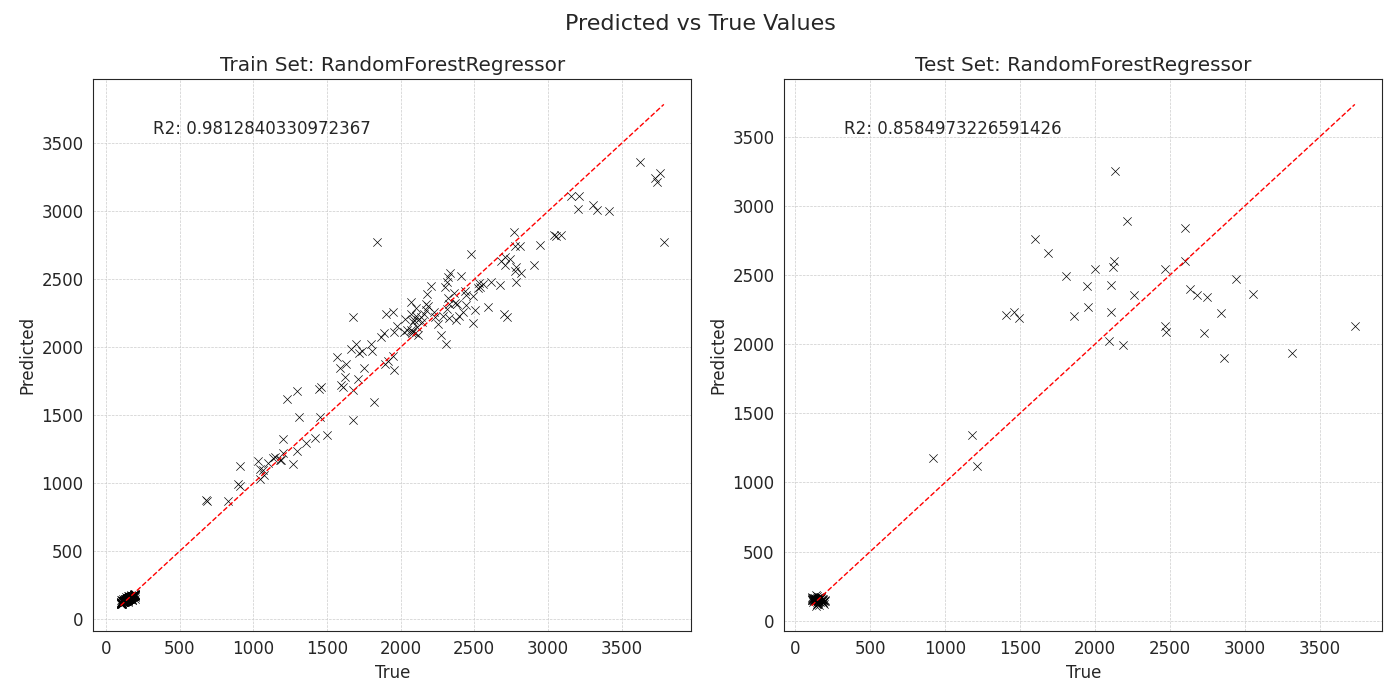 Predicted vs True Values
Train Set: RandomForestRegressor
R2: 0.9812840330972367
Predicted
3500
3000
2500
2000
1500
1000
500
0
0 500 1000 1500 2000 2500 3000 3500
True
Test Set: RandomForestRegressor
R2: 0.8584973226591426
Predicted
3500
3000
2500
2000
1500
1000
500
0
0 500 1000 1500 2000 2500 3000 3500
True